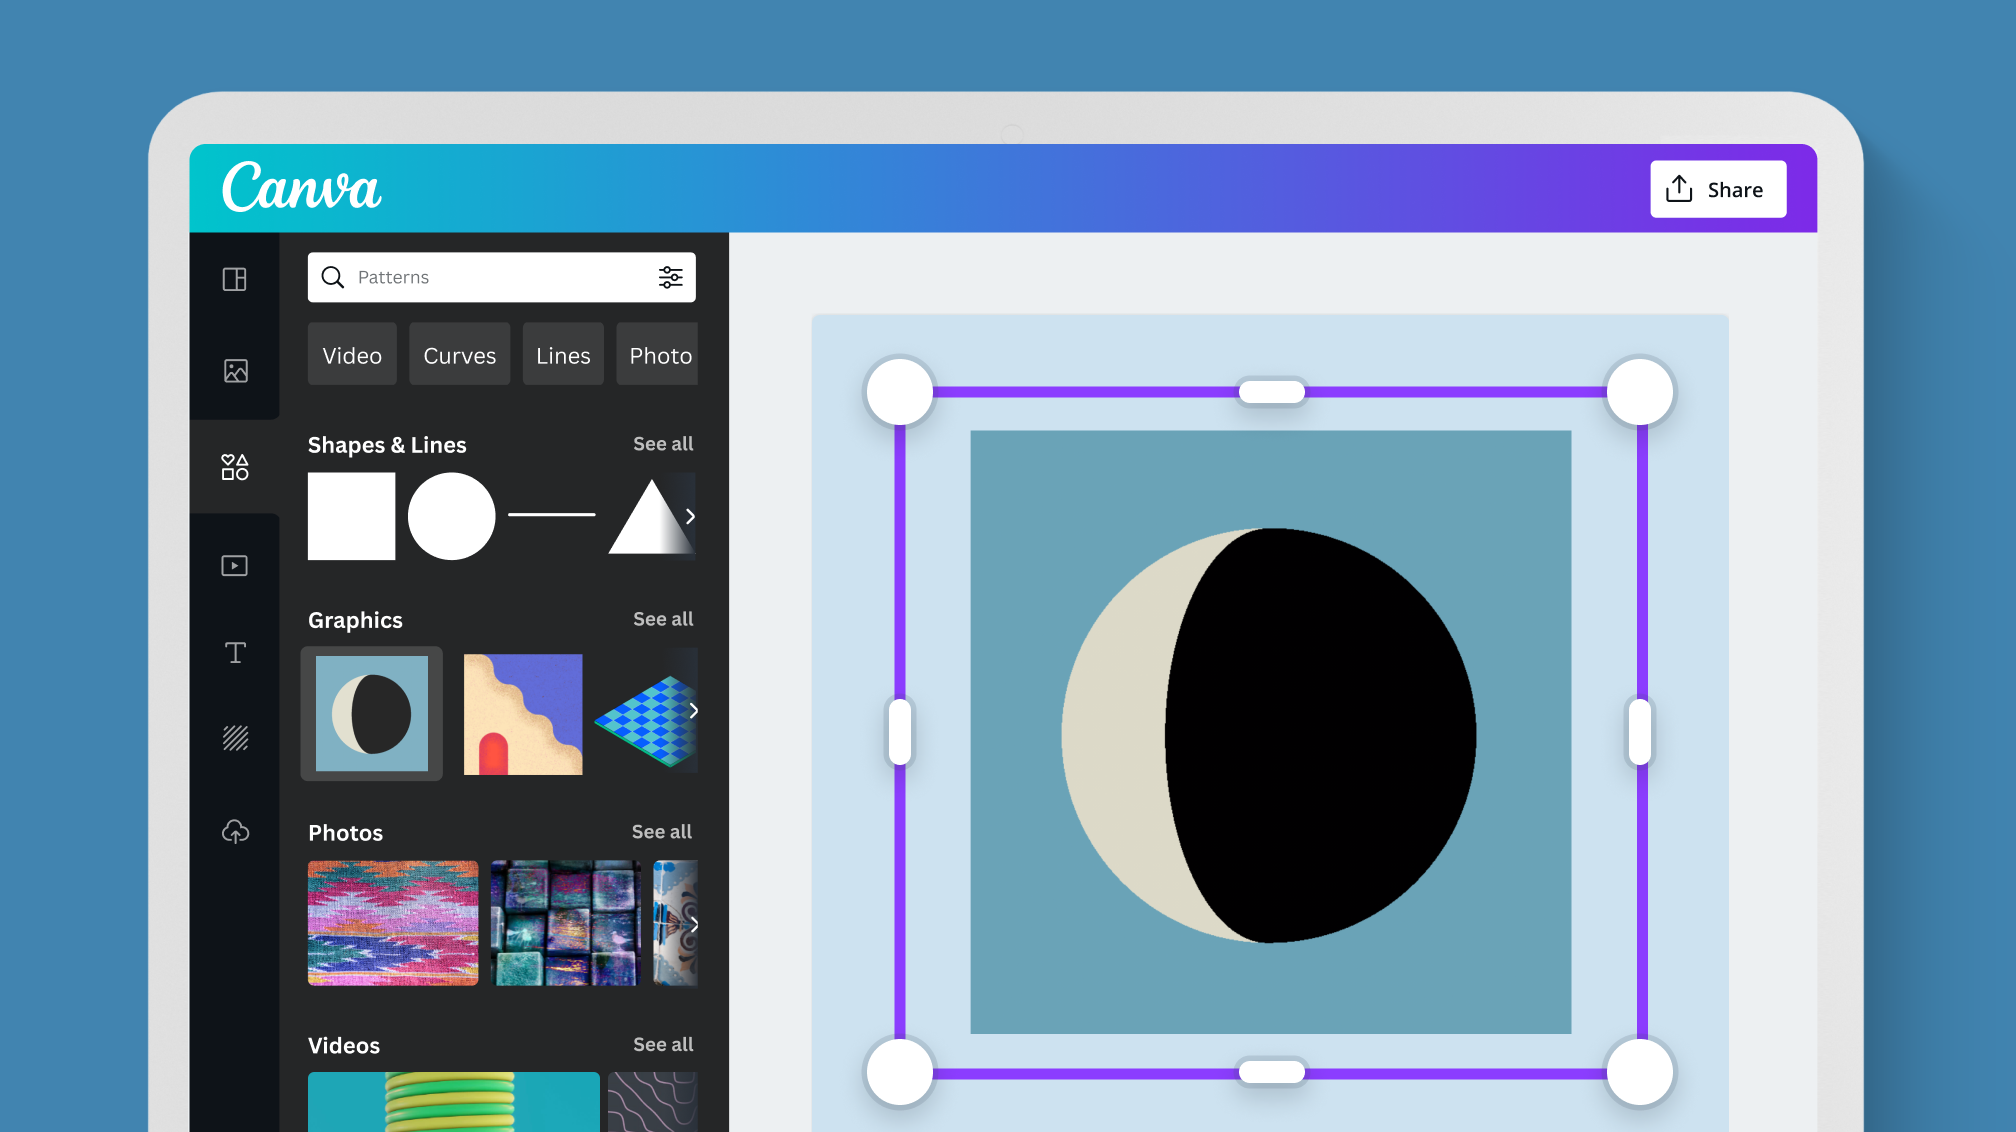 Canva
Share
Patterns
Video
Curves
Lines
Photo
Shapes & Lines
See all
Graphics
See all
Photos
See all
Videos
See all